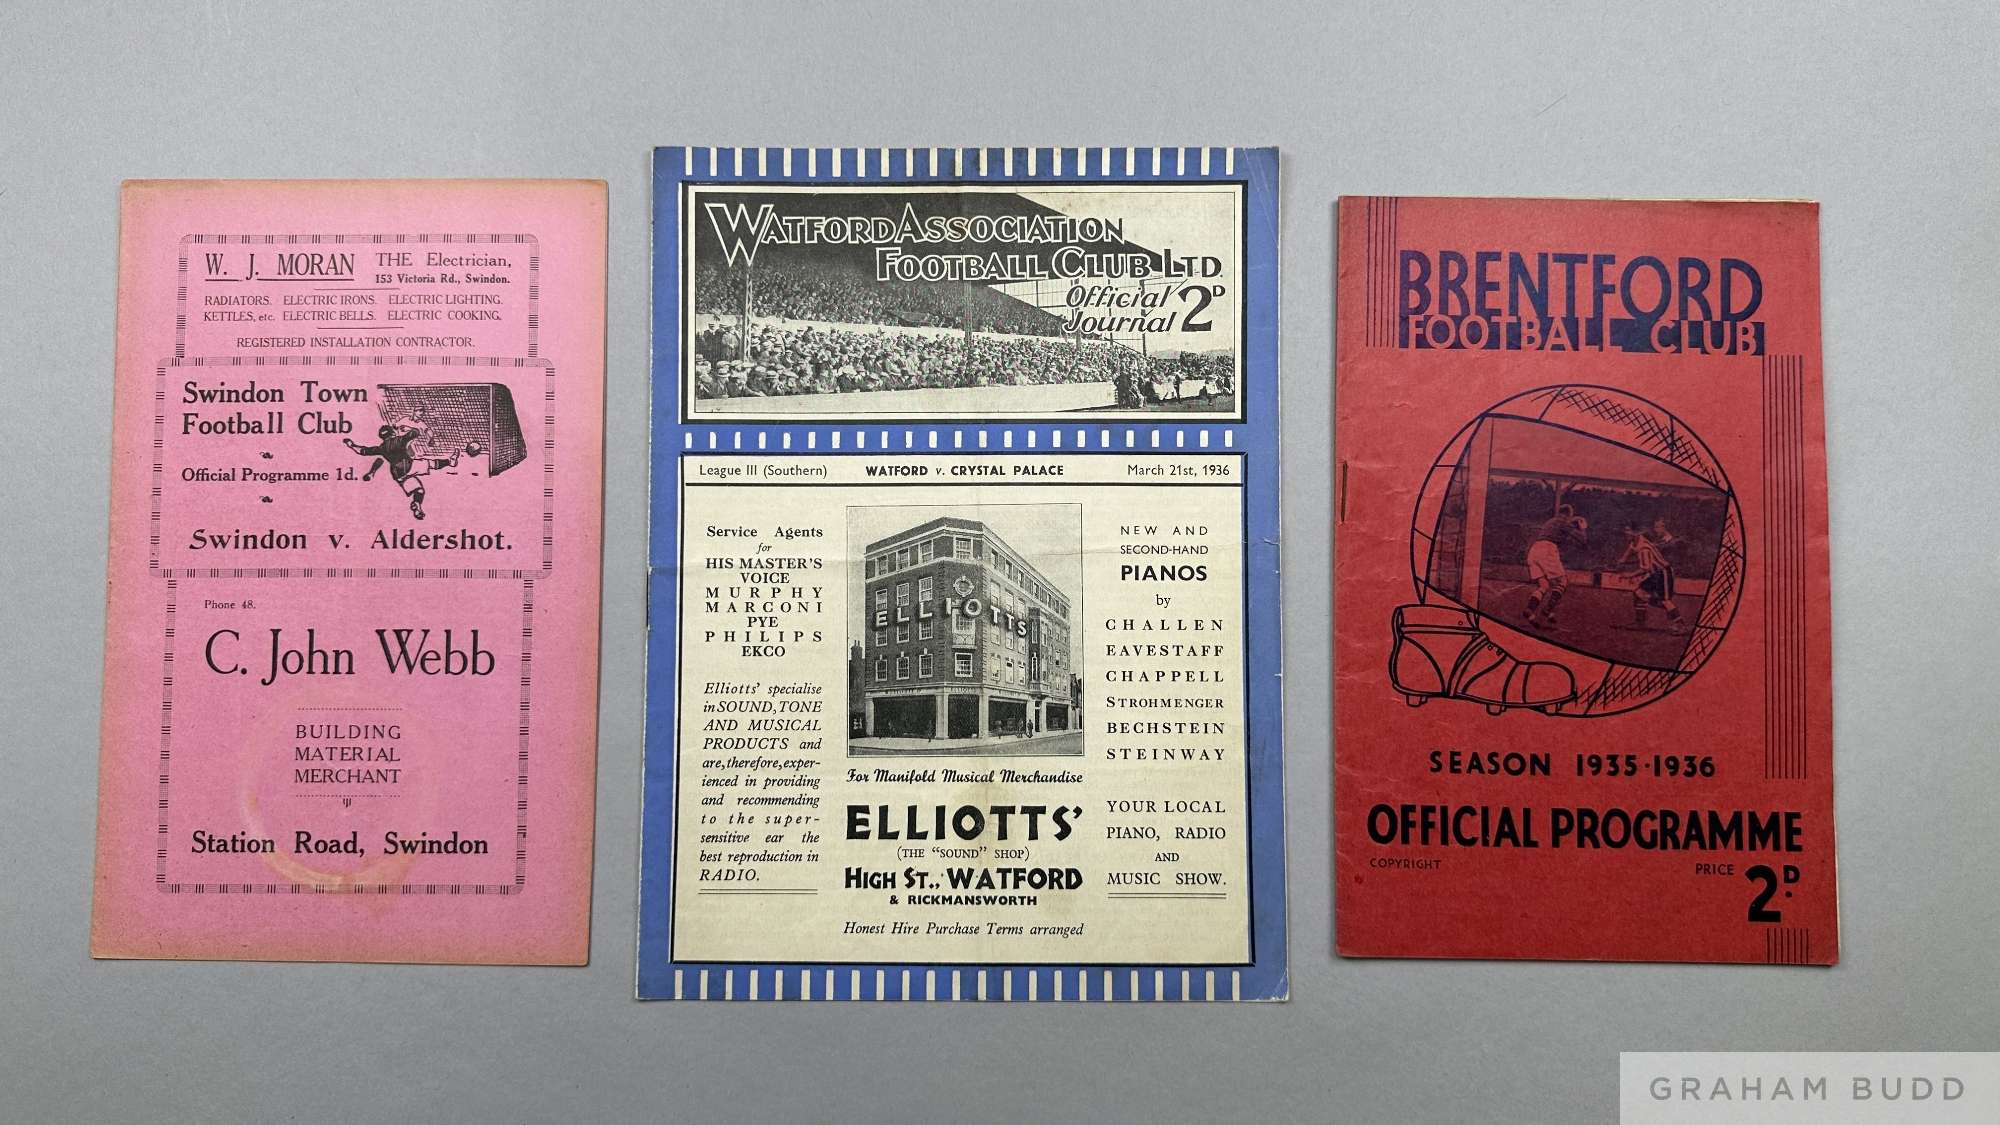 W. J. MORAN THE Electrician,
153 Victoria Rd., Swindon.
RADIATORS. ELECTRIC IRONS. ELECTRIC LIGHTING.
KETTLES, etc. ELECTRIC BELLS. ELECTRIC COOKING.
REGISTERED INSTALLATION CONTRACTOR.
Swindon Town
Football Club
Official Programme 1d.
Swindon v. Aldershot.
Phone 48.
C. John Webb
BUILDING
MATERIAL
MERCHANT
Station Road, Swindon
WATFORD ASSOCIATION
FOOTBALL CLUB LTD.
Official
Journal 2D
League III (Southern) WATFORD v. CRYSTAL PALACE March 21st, 1936
Service Agents
for
HIS MASTER'S
VOICE
MURPHY
MARCONI
PYE
PHILIPS
EKCO
Elliotts' specialise
in SOUND, TONE
AND MUSICAL
PRODUCTS and
are, therefore, exper-
ienced in providing
and recommending
to the super-
sensitive ear the
best reproduction in
RADIO.
ELLIOTTS
For Manifold Musical Merchandise
ELLIOTTS'
(THE "SOUND" SHOP)
HIGH ST., WATFORD
& RICKMANSWORTH
Honest Hire Purchase Terms arranged
NEW AND
SECOND-HAND
PIANOS
by
CHALLEN
EAVESTAFF
CHAPPELL
STROHMENGER
BECHSTEIN
STEINWAY
YOUR LOCAL
PIANO, RADIO
AND
MUSIC SHOW.
BRENTFORD
FOOTBALL CLUB
SEASON 1935·1936
OFFICIAL PROGRAMME
COPYRIGHT
PRICE 2D.
GRAHAM BUDD